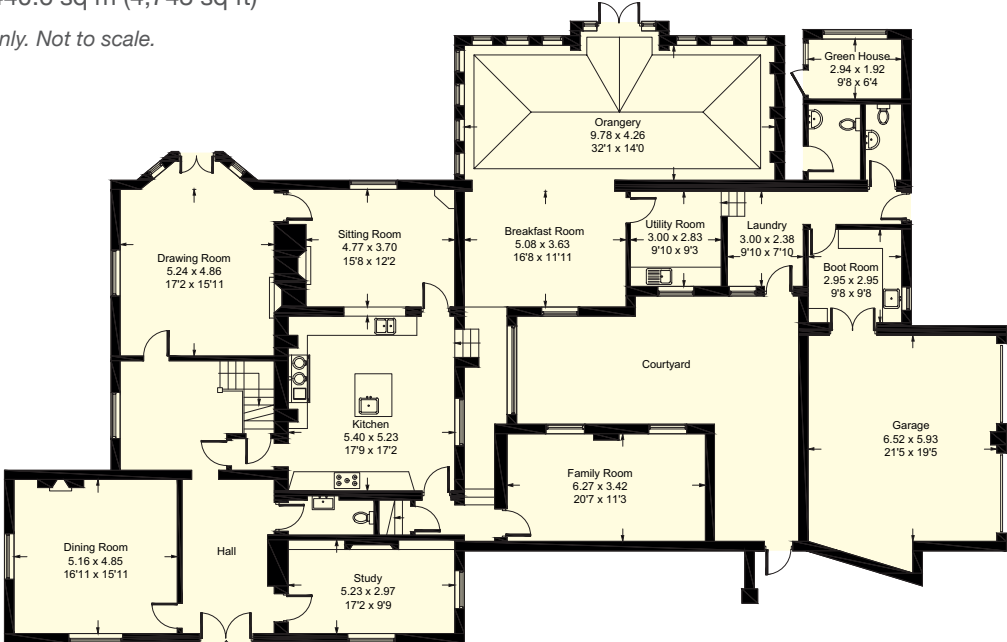 (4,743 sq ft)
nly. Not to scale.
Green House
2.94 x 1.92
9'8 x 6'4
Orangery
9.78 x 4.26
32'1 x 14'0
Drawing Room
5.24 x 4.86
17'2 x 15'11
Sitting Room
4.77 x 3.70
15'8 x 12'2
Breakfast Room
5.08 x 3.63
16'8 x 11'11
Utility Room
3.00 x 2.83
9'10 x 9'3
Laundry
3.00 x 2.38
9'10 x 7'10
Boot Room
2.95 x 2.95
9'8 x 9'8
Courtyard
Kitchen
5.40 x 5.23
17'9 x 17'2
Garage
6.52 x 5.93
21'5 x 19'5
Family Room
6.27 x 3.42
20'7 x 11'3
Dining Room
5.16 x 4.85
16'11 x 15'11
Hall
Study
5.23 x 2.97
17'2 x 9'9